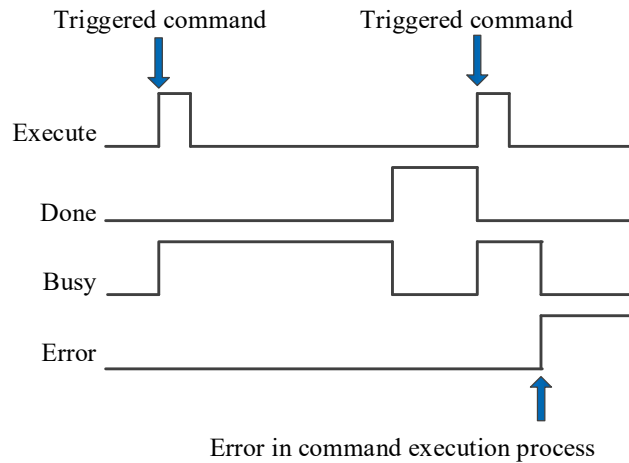 Triggered command
Triggered command
Execute
Done
Busy
Error
Error in command execution process